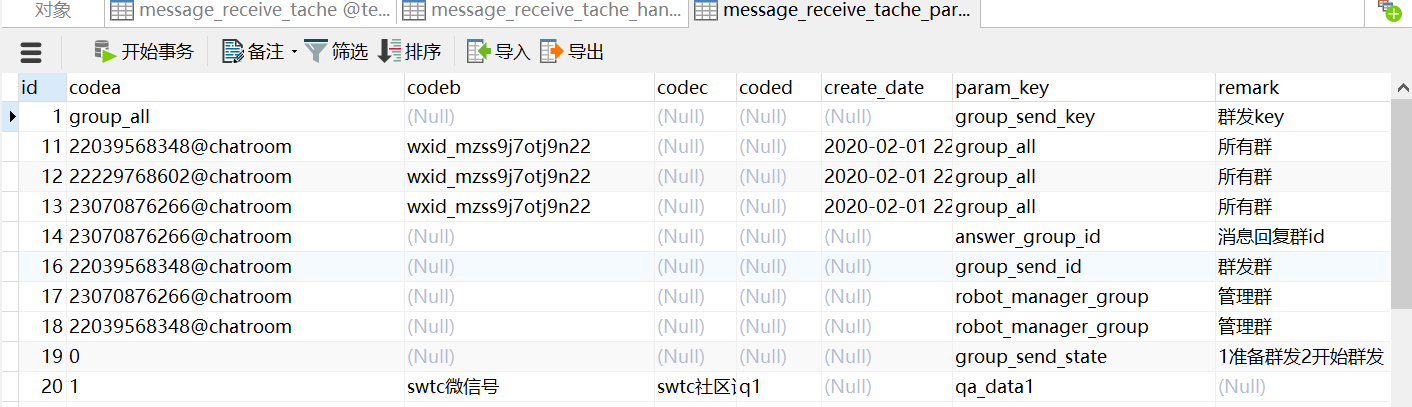 对象 message_receive_tache @te... message_receive_tache_han... message_receive_tache_par...
开始事务 备注 筛选 排序 导入 导出
id codea codeb codec coded create_date param_key remark
1 group_all (Null) (Null) (Null) (Null) group_send_key 群发key
11 22039568348@chatroom wxid_mzss9j7otj9n22 (Null) (Null) 2020-02-01 22 group_all 所有群
12 22229768602@chatroom wxid_mzss9j7otj9n22 (Null) (Null) 2020-02-01 22 group_all 所有群
13 23070876266@chatroom wxid_mzss9j7otj9n22 (Null) (Null) 2020-02-01 22 group_all 所有群
14 23070876266@chatroom (Null) (Null) (Null) (Null) answer_group_id 消息回复群id
16 22039568348@chatroom (Null) (Null) (Null) (Null) group_send_id 群发群
17 23070876266@chatroom (Null) (Null) (Null) (Null) robot_manager_group 管理群
18 22039568348@chatroom (Null) (Null) (Null) (Null) robot_manager_group 管理群
19 0 (Null) (Null) (Null) (Null) group_send_state 1准备群发2开始群发
20 1 swtc微信号 swtc社区 q1 (Null) qa_data1 (Null)